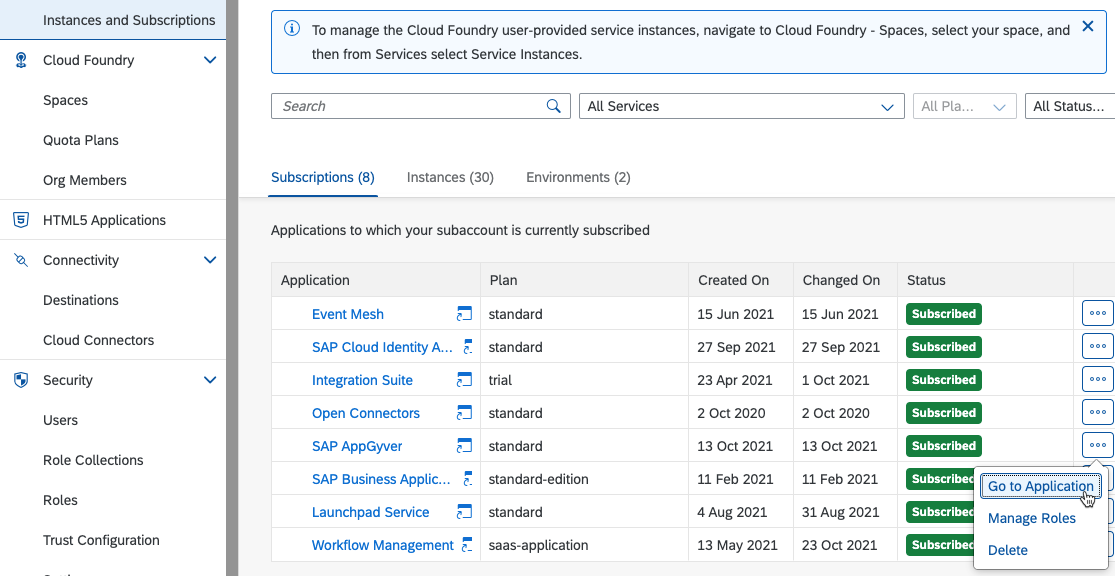 Instances and Subscriptions
Cloud Foundry
Spaces
Quota Plans
Org Members
HTML5 Applications
Connectivity
Destinations
Cloud Connectors
Security
Users
Role Collections
Roles
Trust Configuration
To manage the Cloud Foundry user-provided service instances, navigate to Cloud Foundry - Spaces, select your space, and
then from Services select Service Instances.
Search
All Services
All Pla...
All Status...
Subscriptions (8) Instances (30) Environments (2)
Applications to which your subaccount is currently subscribed
Application Plan Created On Changed On Status
Event Mesh standard 15 Jun 2021 15 Jun 2021 Subscribed
SAP Cloud Identity A... standard 27 Sep 2021 27 Sep 2021 Subscribed
Integration Suite trial 23 Apr 2021 1 Oct 2021 Subscribed
Open Connectors standard 2 Oct 2020 2 Oct 2020 Subscribed
SAP AppGyver standard 13 Oct 2021 13 Oct 2021 Subscribed
SAP Business Applic... standard-edition 11 Feb 2021 11 Feb 2021 Subscribed
Launchpad Service standard 4 Aug 2021 31 Aug 2021 Subscribed
Workflow Management saas-application 13 May 2021 23 Oct 2021 Subscribed
Go to Application
Manage Roles
Delete